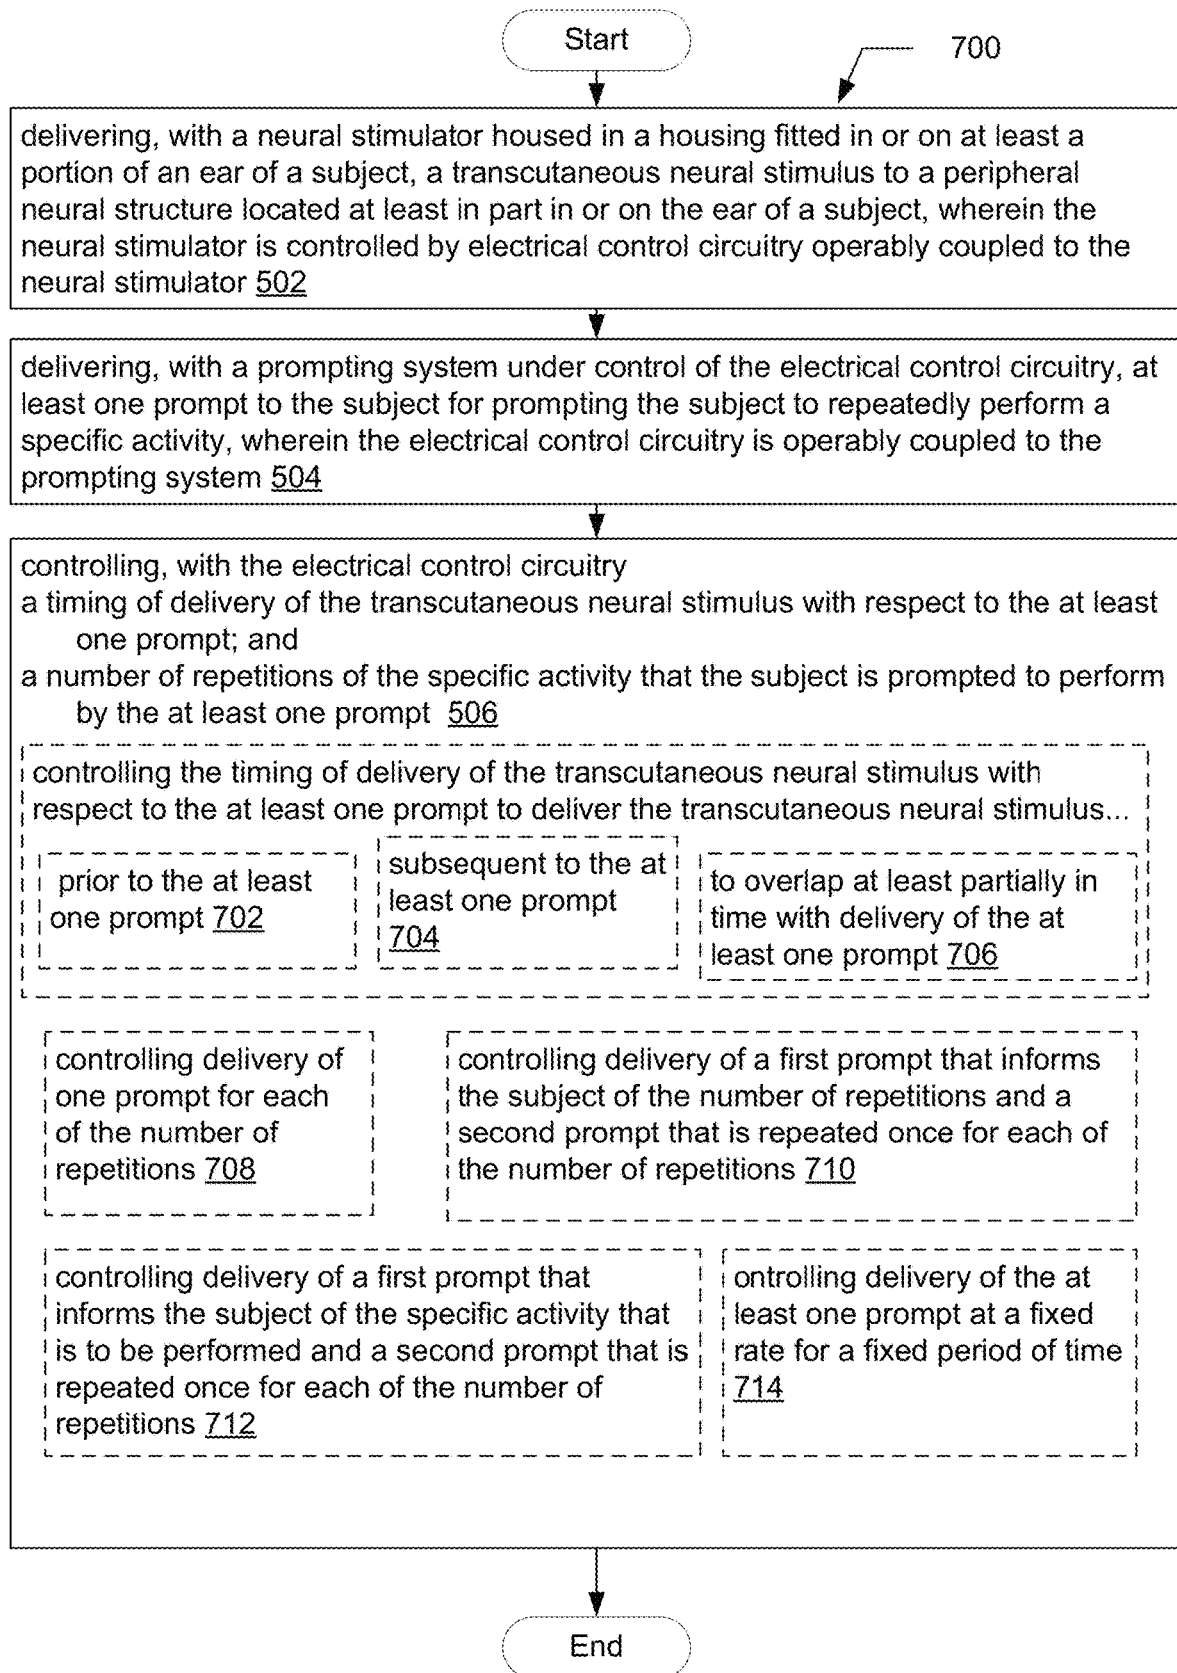 Start
700
delivering, with a neural stimulator housed in a housing fitted in or on at least a
portion of an ear of a subject, a transcutaneous neural stimulus to a peripheral
neural structure located at least in part in or on the ear of a subject, wherein the
neural stimulator is controlled by electrical control circuitry operably coupled to the
neural stimulator 502
delivering, with a prompting system under control of the electrical control circuitry, at
least one prompt to the subject for prompting the subject to repeatedly perform a
specific activity, wherein the electrical control circuitry is operably coupled to the
prompting system 504
controlling, with the electrical control circuitry
a timing of delivery of the transcutaneous neural stimulus with respect to the at least
one prompt; and
a number of repetitions of the specific activity that the subject is prompted to perform
by the at least one prompt 506
controlling the timing of delivery of the transcutaneous neural stimulus with
respect to the at least one prompt to deliver the transcutaneous neural stimulus...
prior to the at least
one prompt 702
subsequent to the at
least one prompt
704
to overlap at least partially in
time with delivery of the at
least one prompt 706
controlling delivery of
one prompt for each
of the number of
repetitions 708
controlling delivery of a first prompt that informs
the subject of the number of repetitions and a
second prompt that is repeated once for each of
the number of repetitions 710
controlling delivery of a first prompt that
informs the subject of the specific activity that
is to be performed and a second prompt that is
repeated once for each of the number of
repetitions 712
ontrolling delivery of the at
least one prompt at a fixed
rate for a fixed period of time
714
End